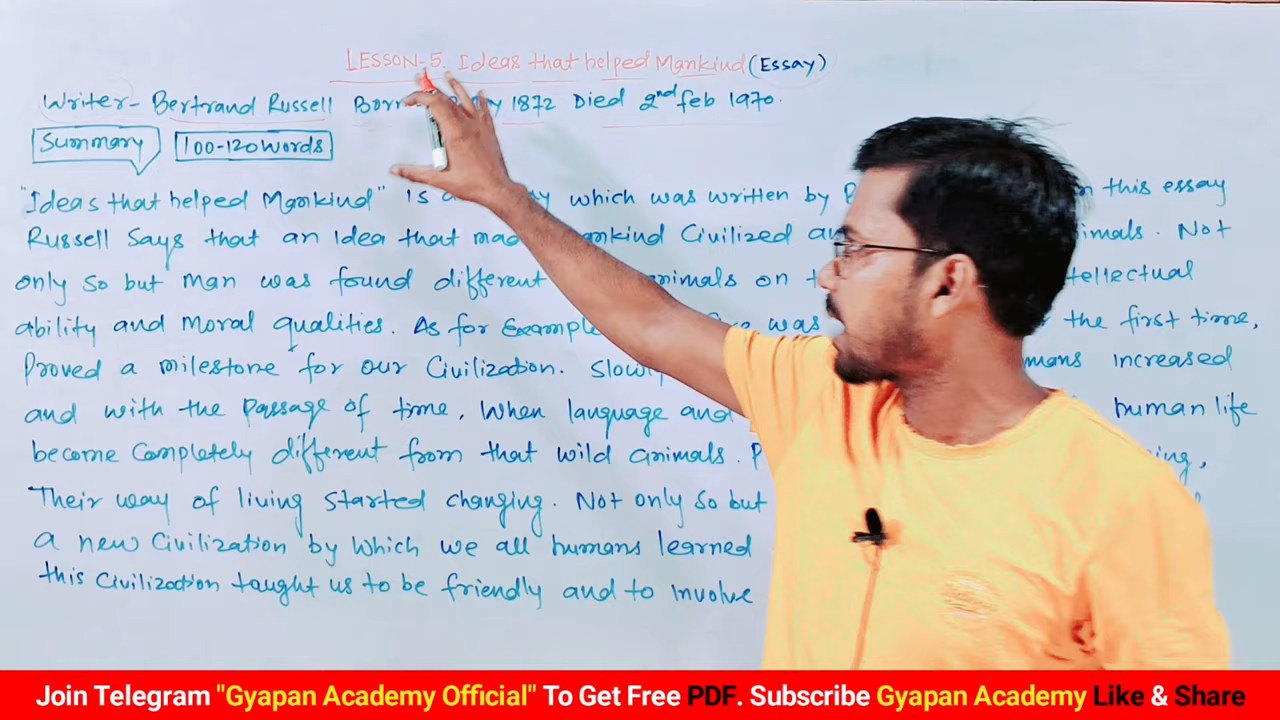 LESSON-5. Ideas that helped Mankind (Essay)
Writer- Bertrand Russell Born 1872 Died 2nd feb 1970.
Summary 100-120 Words
"Ideas that helped Mankind" is which was written by this essay
Russell Says that an idea that Civilized Not
only so but man was found different on
ability and moral qualities. As for Example was the first time,
Proved a milestone for our Civilization. increased
and with the passage of time, when language and human life
become completely different from that wild animals.
Their way of living started changing. Not only so but
a new Civilization by which we all humans learned
this Civilization taught us to be friendly and to involve
Join Telegram "Gyapan Academy Official" To Get Free PDF. Subscribe Gyapan Academy Like & Share